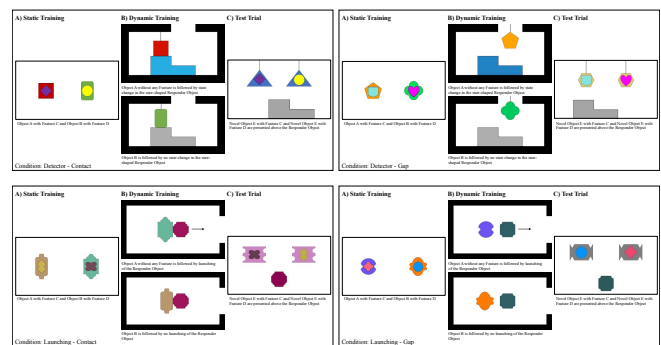 A) Static Training
B) Dynamic Training
C) Test Trial
Object A with Feature C and Object B with Feature D
Object A without any Feature is followed by state
change in the stair-shaped Responder Object
Object B is followed by no state change in the stair-
shaped Responder Object
Novel Object E with Feature C and Novel Object E with
Feature D are presented above the Responder Object
Condition: Detector - Contact
A) Static Training
B) Dynamic Training
C) Test Trial
Object A with Feature C and Object B with Feature D
Object A without any Feature is followed by state
change in the stair-shaped Responder Object
Object B is followed by no state change in the stair-
shaped Responder Object
Novel Object E with Feature C and Novel Object E with
Feature D are presented above the Responder Object
Condition: Detector - Gap
A) Static Training
B) Dynamic Training
C) Test Trial
Object A with Feature C and Object B with Feature D
Object A without any Feature is followed by launching
of the Responder Object
Object B is followed by no launching of the Responder
Object
Novel Object E with Feature C and Novel Object E with
Feature D are presented above the Responder Object
Condition: Launching - Contact
A) Static Training
B) Dynamic Training
C) Test Trial
Object A with Feature C and Object B with Feature D
Object A without any Feature is followed by launching
of the Responder Object
Object B is followed by no launching of the Responder
Object
Novel Object E with Feature C and Novel Object E with
Feature D are presented above the Responder Object
Condition: Launching - Gap